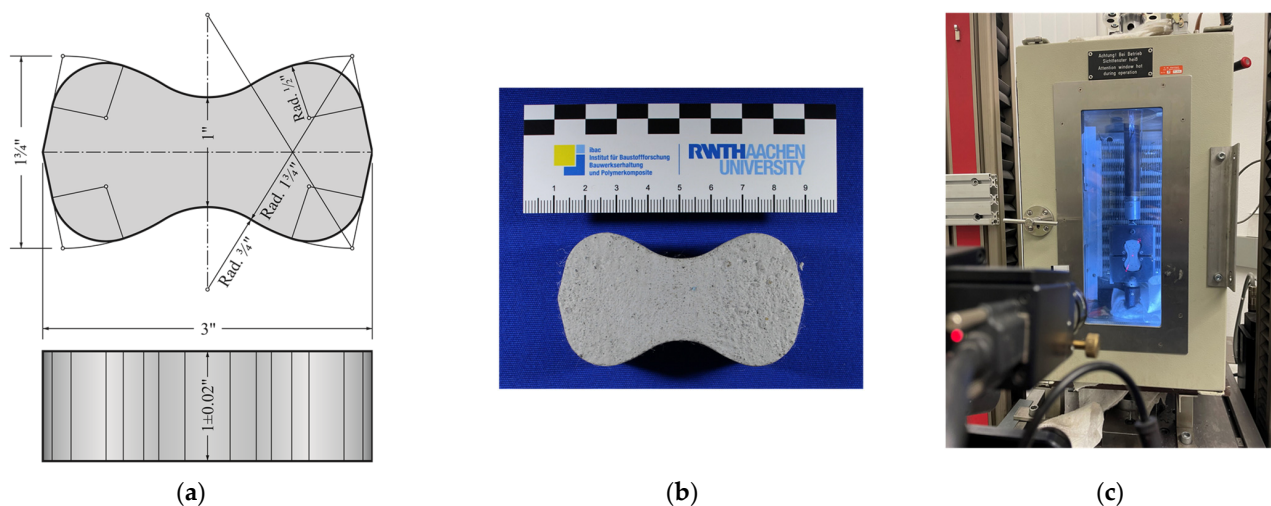 1¾"
1"
Rad. ½"
Rad. 1¾"
Rad. ¾"
3"
1±0.02"
(a)
ibac
Institut für Baustoffforschung
Bauwerkserhaltung
und Polymerkomposite
RWTHAACHEN
UNIVERSITY
1 2 3 4 5 6 7 8 9
(b)
Achtung! Bei Betrieb
Sichtfenster heiß
Attention window hot
during operation
(c)